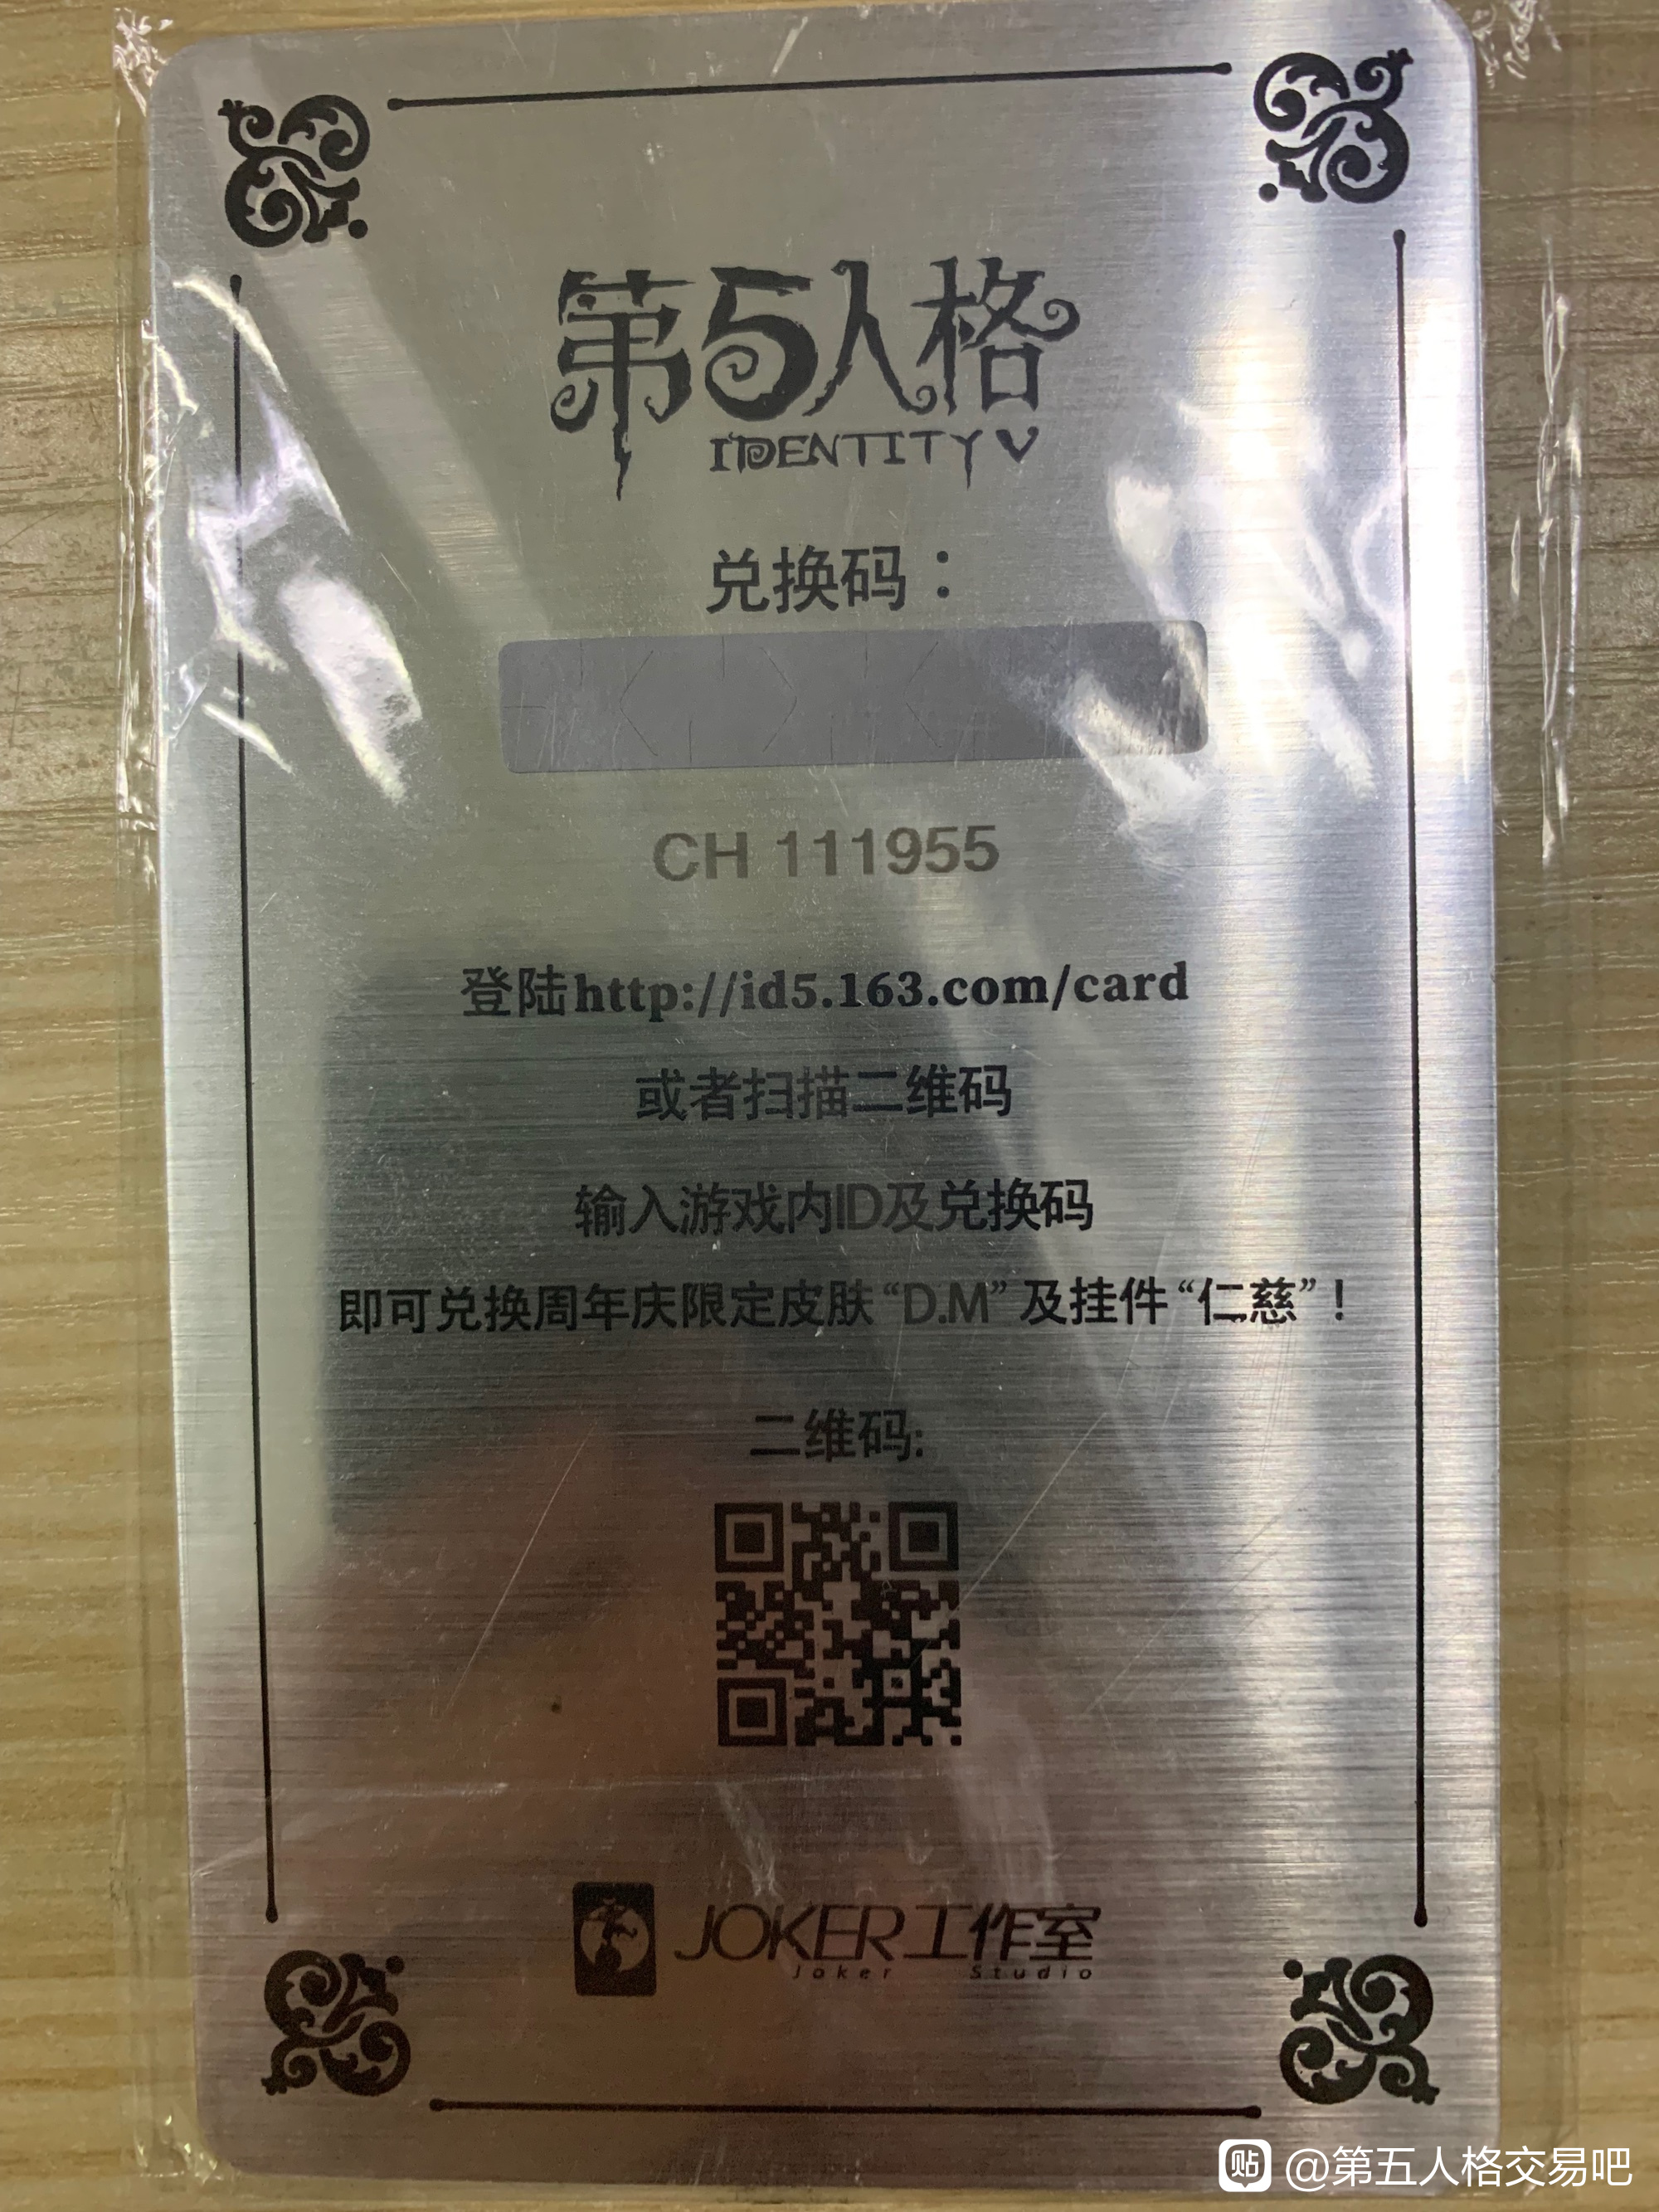 第5人格
IDENTITY V
兑换码：
CH 111955
登陆http://id5.163.com/card
或者扫描二维码
输入游戏内ID及兑换码
即可兑换周年庆限定皮肤“D.M”及挂件“仁慈”！
二维码:
JOKER工作室
Joker Studio
贴 @第五人格交易吧